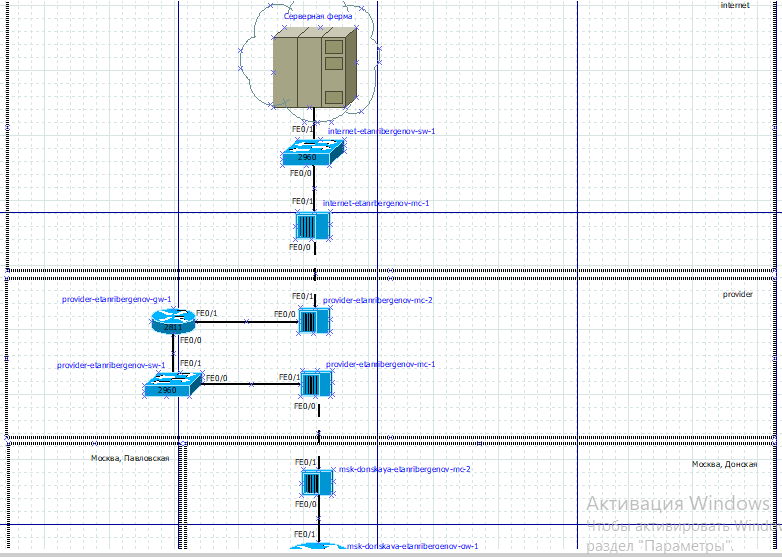 internet
Серверная ферма
FE0/1
internet-etanribergenov-sw-1
2960
FE0/0
FE0/1
internet-etanrbergenov-mc-1
FE0/0
provider
provider-etanribergenov-gw-1
FE0/1
provider-etanribergenov-mc-2
FE0/1
FE0/0
2811
FE0/0
provider-etanribergenov-sw-1
FE0/1
provider-etanribergenov-mc-1
FE0/0
FE0/1
2960
FE0/0
Москва, Павловская
Москва, Донская
FE0/1
msk-donskaya-etanribergenov-mc-2
FE0/0
FE0/1
msk-donskaya-etanribergenov-gw-1
Активация Windows
Чтобы активировать Windo
раздел "Параметры".